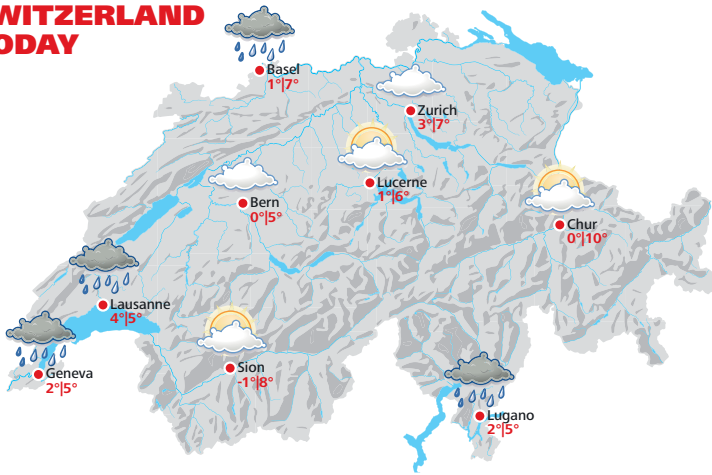 WITZERLAND
ODAY
Basel
1°|7°
Zurich
3°|7°
Lucerne
1°|6°
Bern
0°|5°
Chur
0°|10°
Lausanne
4°|5°
Geneva
2°|5°
Sion
-1°|8°
Lugano
2°|5°